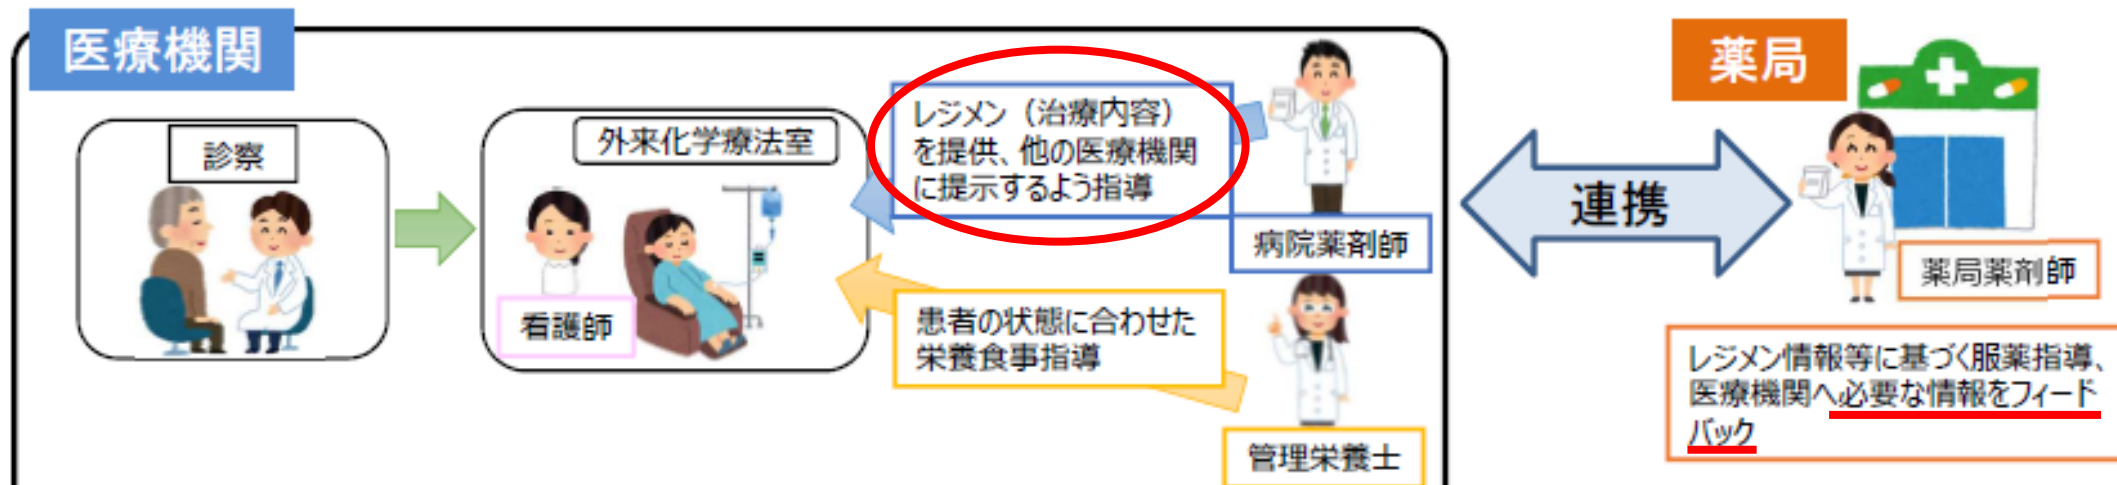 医療機関
診察
外来化学療法室
看護師
レジメン（治療内容）
を提供、他の医療機関
に提示するよう指導
病院薬剤師
患者の状態に合わせた
栄養食事指導
管理栄養士
連携
薬局
薬局薬剤師
レジメン情報等に基づく服薬指導、
医療機関へ必要な情報をフィード
バック